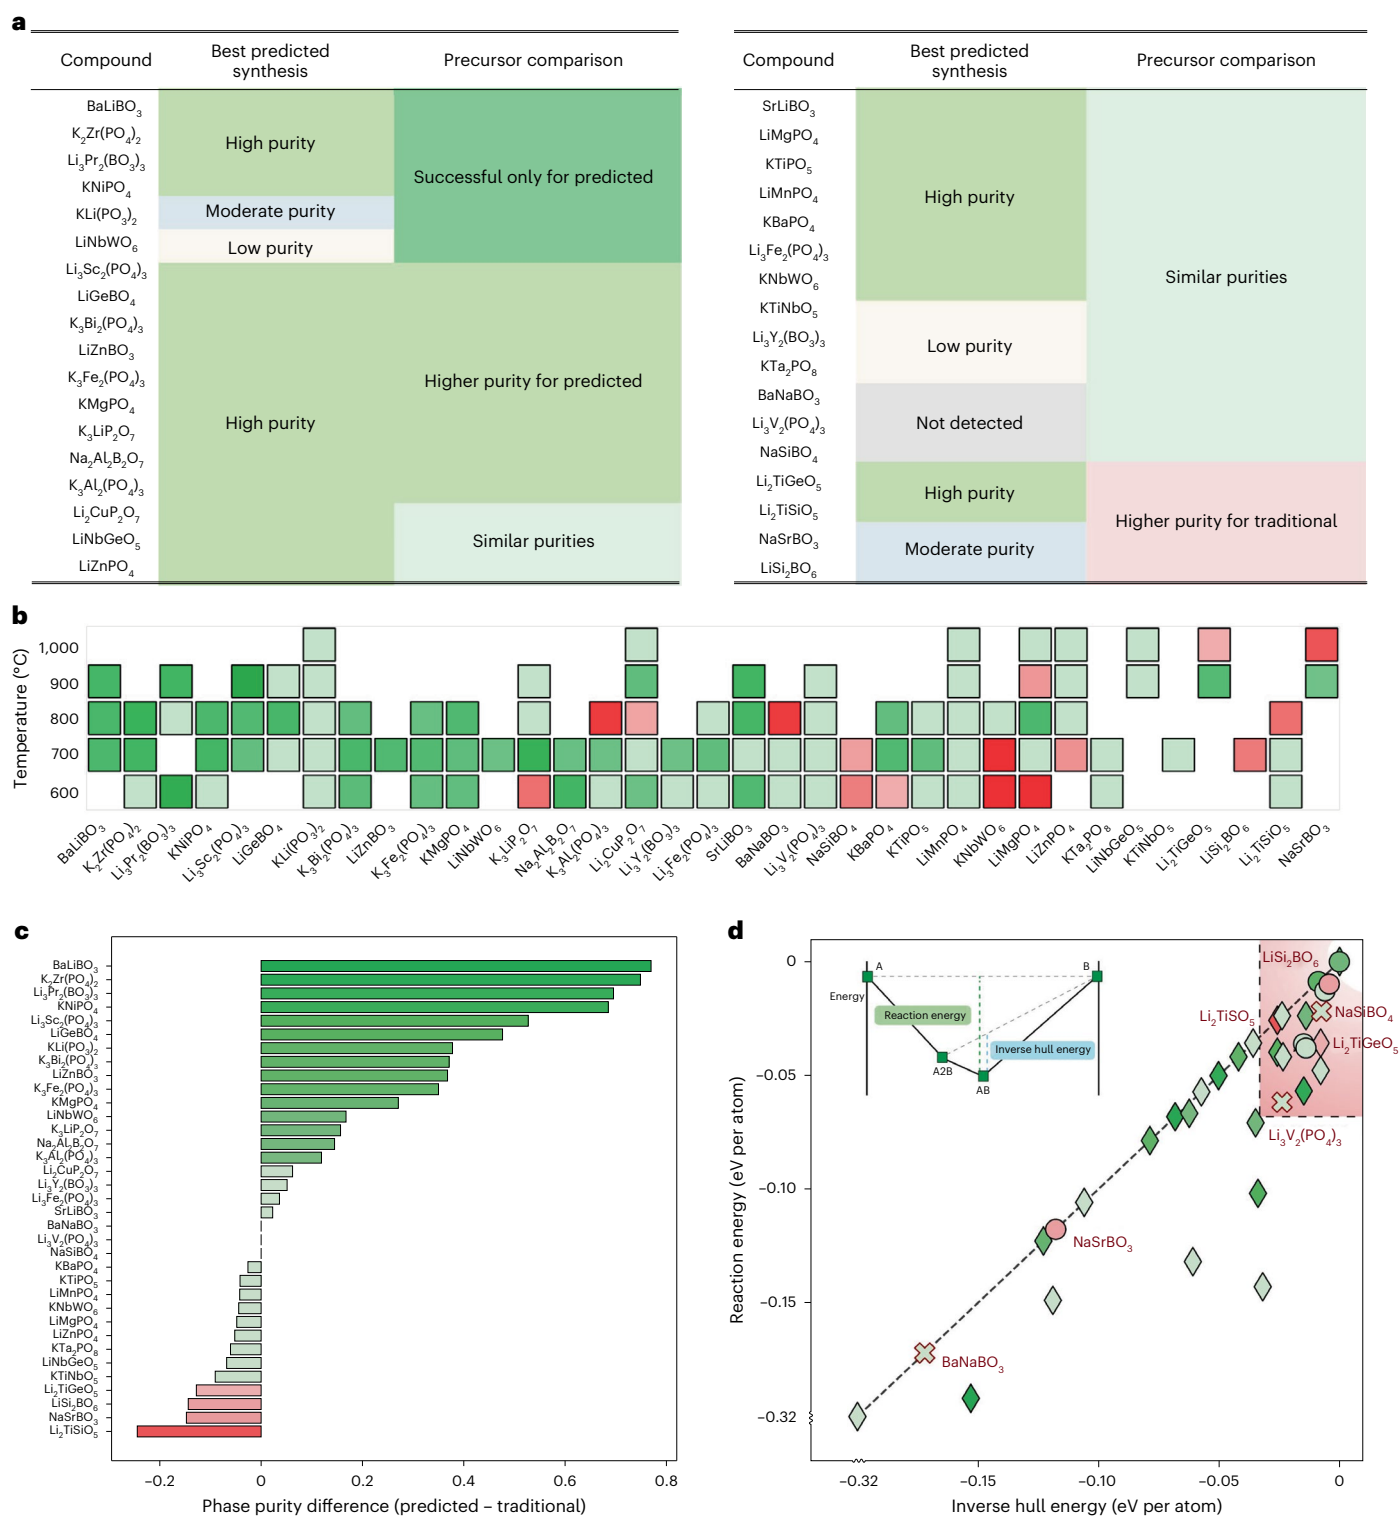 a
Compound Best predicted synthesis Precursor comparison
BaLiBO3
K2Zr(PO4)2
Li3Pr2(BO3)3
KNiPO4
KLi(PO3)2
LiNbWO6
Li3Sc2(PO4)3
LiGeBO4
K3Bi2(PO4)3
LiZnBO3
K3Fe2(PO4)3
KMgPO4
K3LiP2O7
Na2Al2B2O7
K3Al2(PO4)3
Li2CuP2O7
LiNbGeO5
LiZnPO4
High purity
Moderate purity
Low purity
High purity
Successful only for predicted
Higher purity for predicted
Similar purities
Compound Best predicted synthesis Precursor comparison
SrLiBO3
LiMgPO4
KTiPO5
LiMnPO4
KBaPO4
Li3Fe2(PO4)3
KNbWO6
KTiNbO5
Li3Y2(BO3)3
KTa2PO8
BaNaBO3
Li3V2(PO4)3
NaSiBO4
Li2TiGeO5
Li2TiSiO5
NaSrBO3
LiSi2BO6
High purity
Low purity
Not detected
High purity
Moderate purity
Similar purities
Higher purity for traditional
b
Temperature (°C)
1,000
900
800
700
600
BaLiBO3
K2Zr(PO4)2
Li3Pr2(BO3)3
KNiPO4
Li3Sc2(PO4)3
LiGeBO4
KLi(PO3)2
K3Bi2(PO4)3
LiZnBO3
K3Fe2(PO4)3
KMgPO4
LiNbWO6
K3LiP2O7
Na2Al2B2O7
K3Al2(PO4)3
Li2CuP2O7
Li3Y2(BO3)3
Li3Fe2(PO4)3
SrLiBO3
BaNaBO3
Li3V2(PO4)3
NaSiBO4
KBaPO4
KTiPO5
LiMnPO4
KNbWO6
LiMgPO4
LiZnPO4
KTa2PO8
LiNbGeO5
KTiNbO5
Li2TiGeO5
LiSi2BO6
Li2TiSiO5
NaSrBO3
c
BaLiBO3
K2Zr(PO4)2
Li3Pr2(BO3)3
KNiPO4
Li3Sc2(PO4)3
LiGeBO4
KLi(PO3)2
K3Bi2(PO4)3
LiZnBO3
K3Fe2(PO4)3
KMgPO4
LiNbWO6
K3LiP2O7
Na2Al2B2O7
K3Al2(PO4)3
Li2CuP2O7
Li3Y2(BO3)3
Li3Fe2(PO4)3
SrLiBO3
BaNaBO3
Li3V2(PO4)3
NaSiBO4
KBaPO4
KTiPO5
LiMnPO4
KNbWO6
LiMgPO4
LiZnPO4
KTa2PO8
LiNbGeO5
KTiNbO5
Li2TiGeO5
LiSi2BO6
NaSrBO3
Li2TiSiO5
−0.2 0 0.2 0.4 0.6 0.8
Phase purity difference (predicted – traditional)
d
Reaction energy (eV per atom)
0
−0.05
−0.10
−0.15
−0.32
A
B
Energy
Reaction energy
Inverse hull energy
A2B
AB
LiSi2BO6
Li2TiSO5
NaSiBO4
Li2TiGeO5
Li3V2(PO4)3
NaSrBO3
BaNaBO3
−0.32 −0.15 −0.10 −0.05 0
Inverse hull energy (eV per atom)